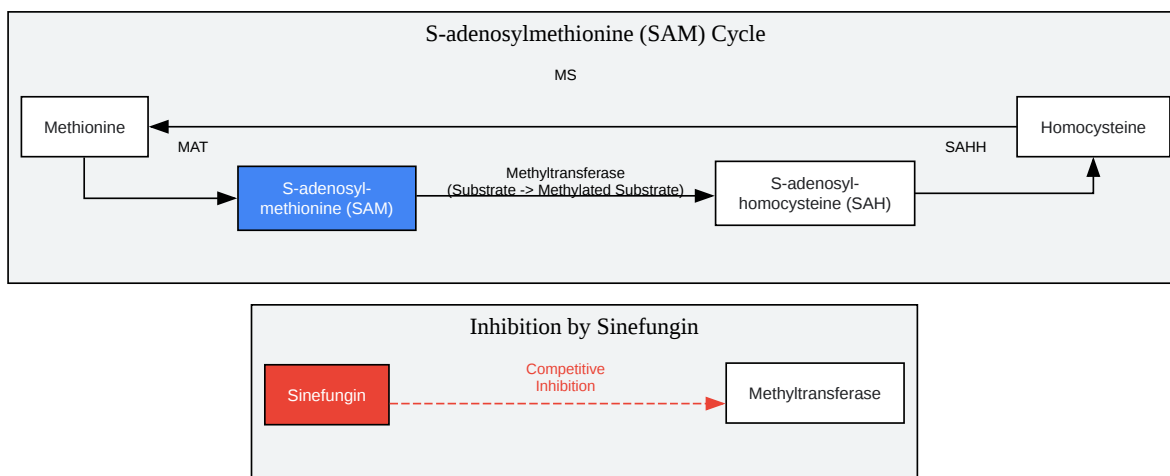 S-adenosylmethionine (SAM) Cycle
MS
Methionine
Homocysteine
MAT
SAHH
Methyltransferase
(Substrate -> Methylated Substrate)
S-adenosyl-
methionine (SAM)
S-adenosyl-
homocysteine (SAH)
Inhibition by Sinefungin
Sinefungin
Competitive
Inhibition
Methyltransferase